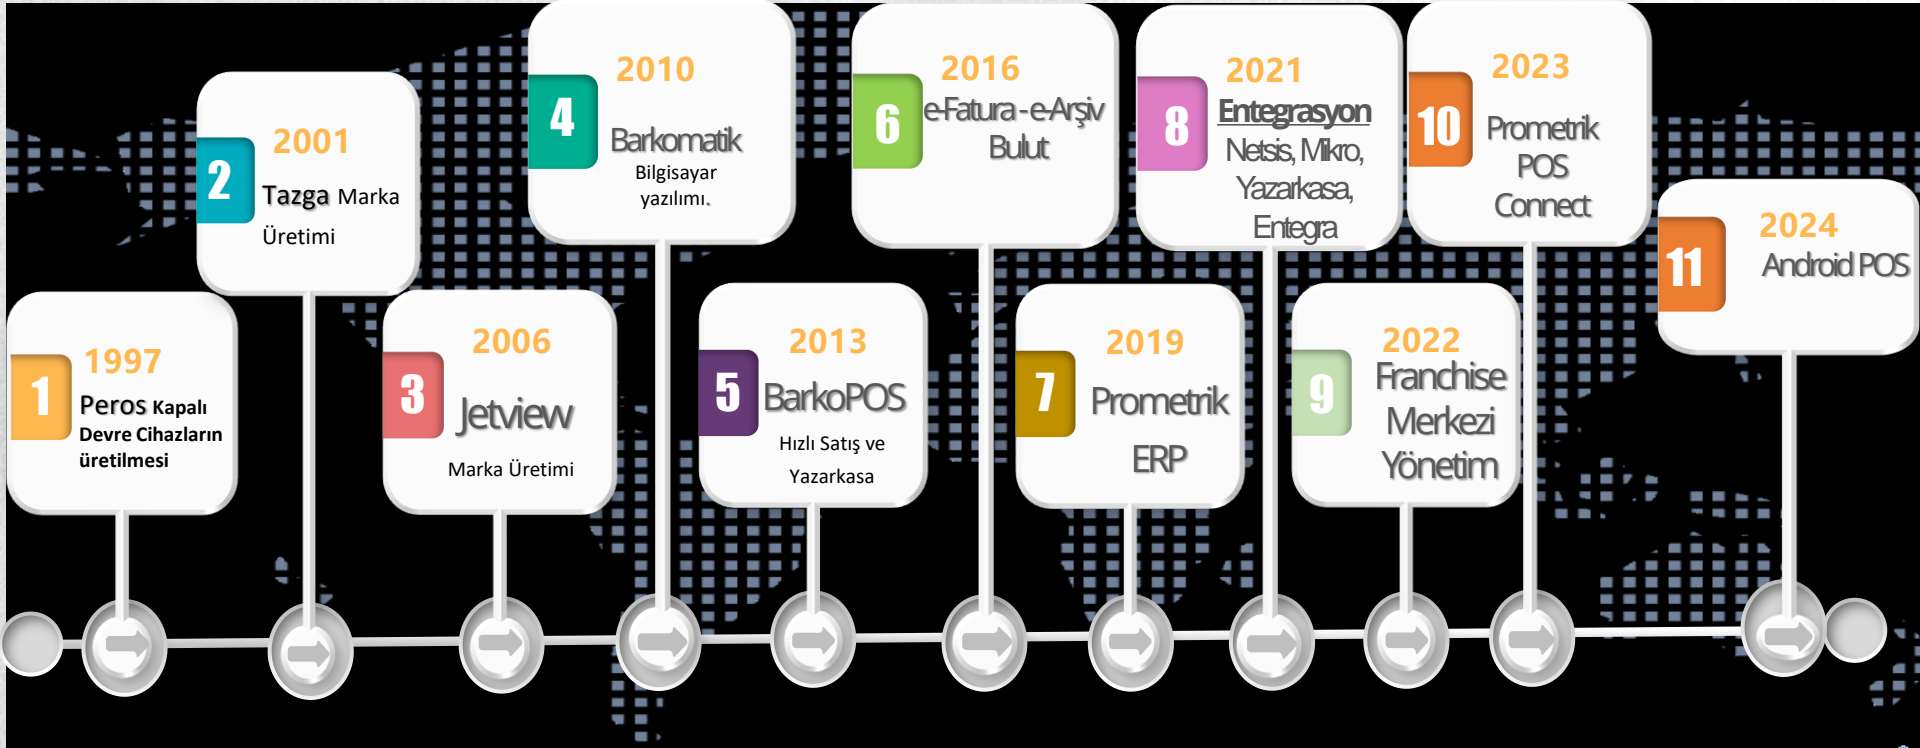 1
1997
Peros Kapalı
Devre Cihazların
üretilmesi
2
2001
Tazga Marka
Üretimi
3
2006
Jetview
Marka Üretimi
4
2010
Barkomatik
Bilgisayar
yazılımı.
5
2013
BarkoPOS
Hızlı Satış ve
Yazarkasa
6
2016
e-Fatura - e-Arşiv
Bulut
7
2019
Prometrik
ERP
8
2021
Entegrasyon
Netsis, Mikro,
Yazarkasa,
Entegra
9
2022
Franchise
Merkezi
Yönetim
10
2023
Prometrik
POS
Connect
11
2024
Android POS